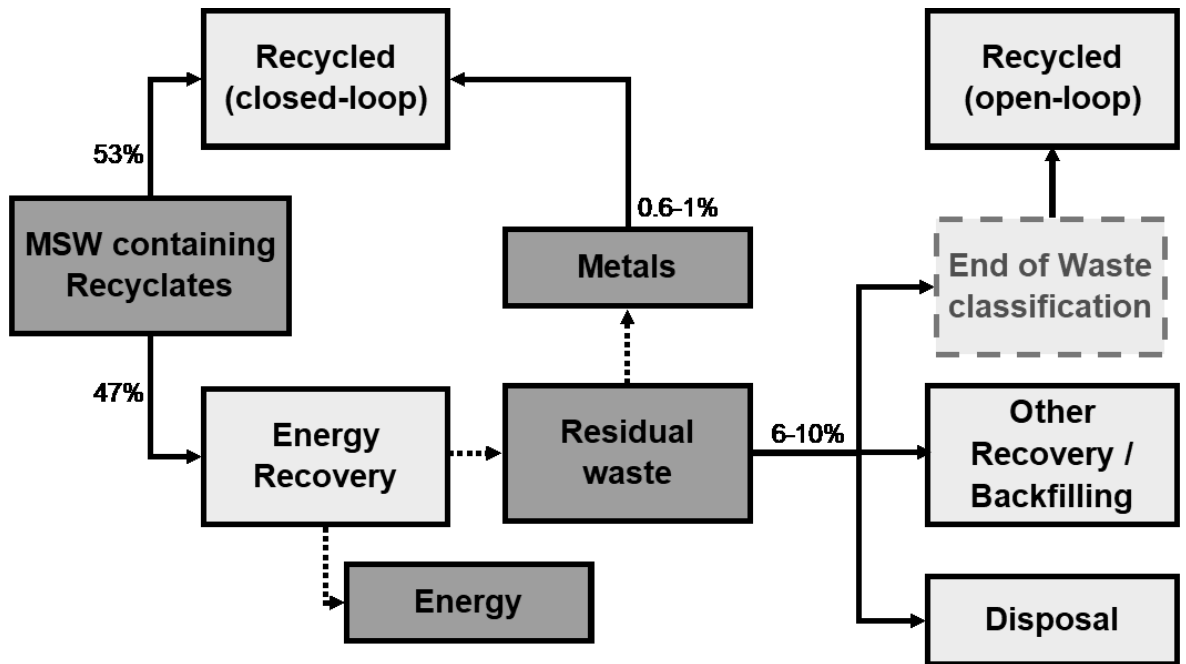 Recycled
(closed-loop)
Recycled
(open-loop)
53%
0.6-1%
MSW containing
Recyclates
Metals
End of Waste
classification
47%
Energy
Recovery
Residual
waste
6-10%
Other
Recovery /
Backfilling
Energy
Disposal